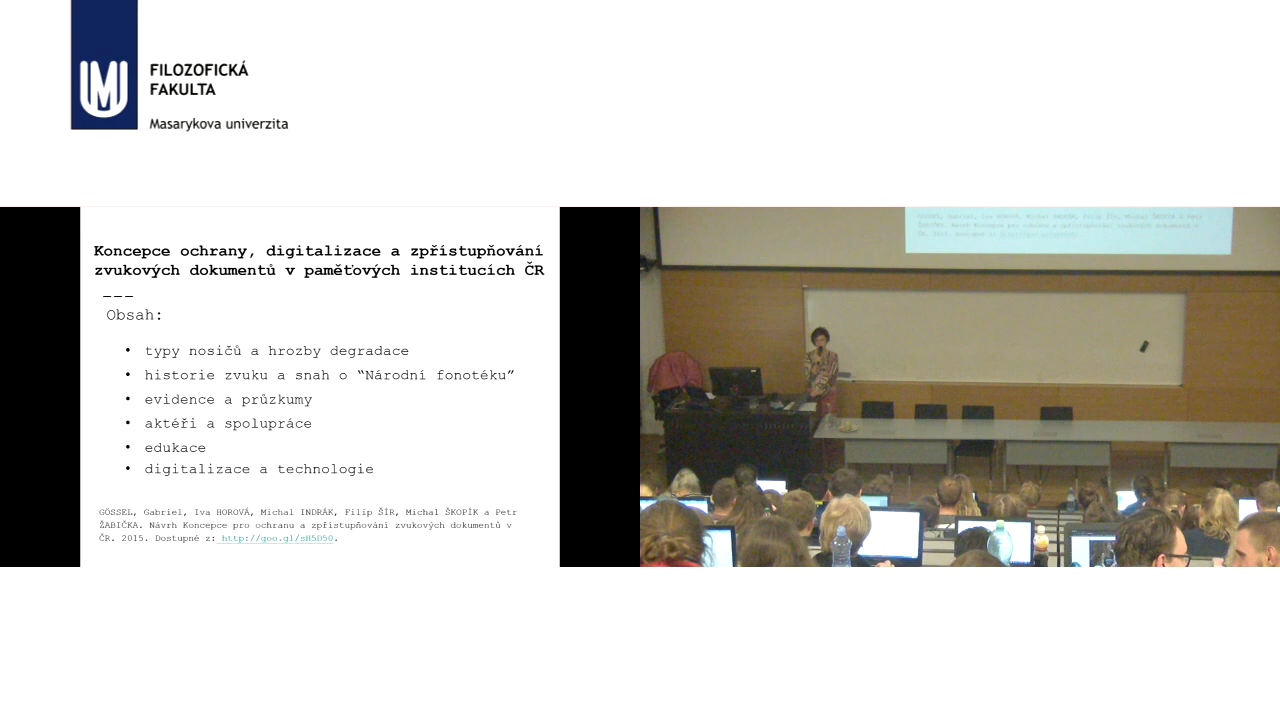 FILOZOFICKÁ
FAKULTA
Masarykova univerzita
Koncepce ochrany, digitalizace a zpřístupňování
zvukových dokumentů v paměťových institucích ČR
---
Obsah:
• typy nosičů a hrozby degradace
• historie zvuku a snah o “Národní fonotéku”
• evidence a průzkumy
• aktéři a spolupráce
• edukace
• digitalizace a technologie
GÖSSEL, Gabriel, Iva HOROVÁ, Michal INDRÁK, Filip ŠÍR, Michal ŠKOPÍK a Petr
ŽABIČKA. Návrh Koncepce pro ochranu a zpřístupňování zvukových dokumentů v
ČR. 2015. Dostupné z: http://goo.gl/sH5D50.